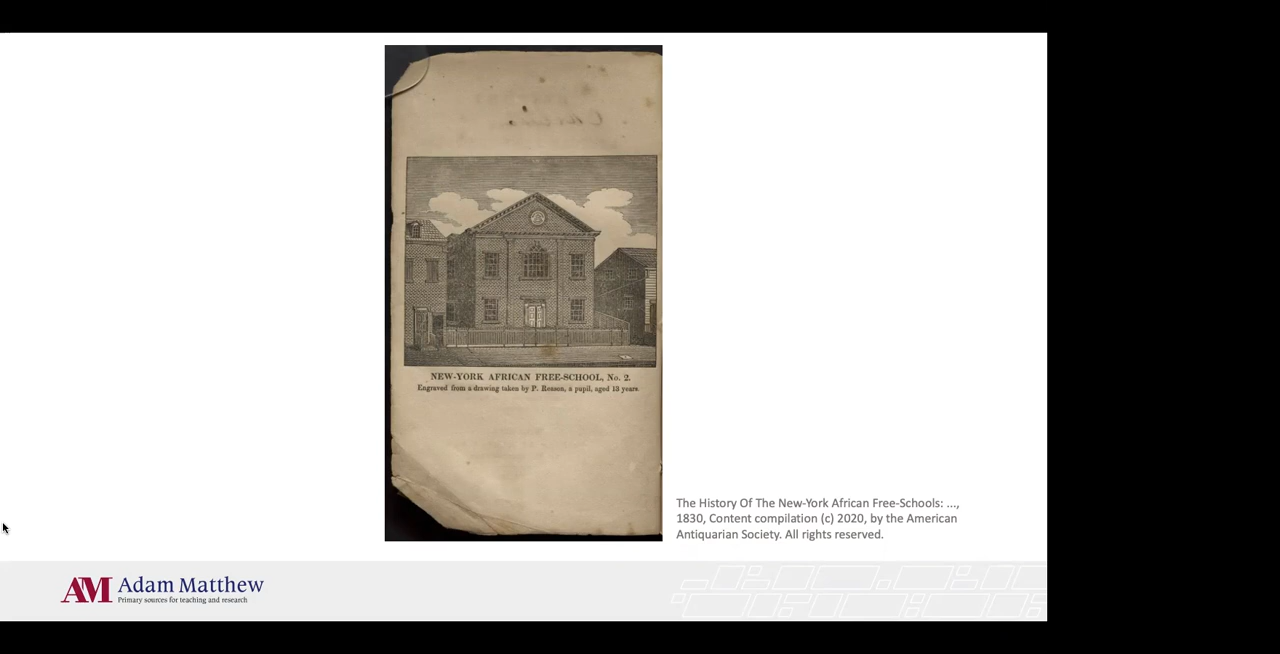 NEW-YORK AFRICAN FREE-SCHOOL, No. 2.
Engraved from a drawing taken by P. Reason, a pupil, aged 13 years.
The History Of The New-York African Free-Schools: ...,
1830, Content compilation (c) 2020, by the American
Antiquarian Society. All rights reserved.
AM Adam Matthew
Primary sources for teaching and research